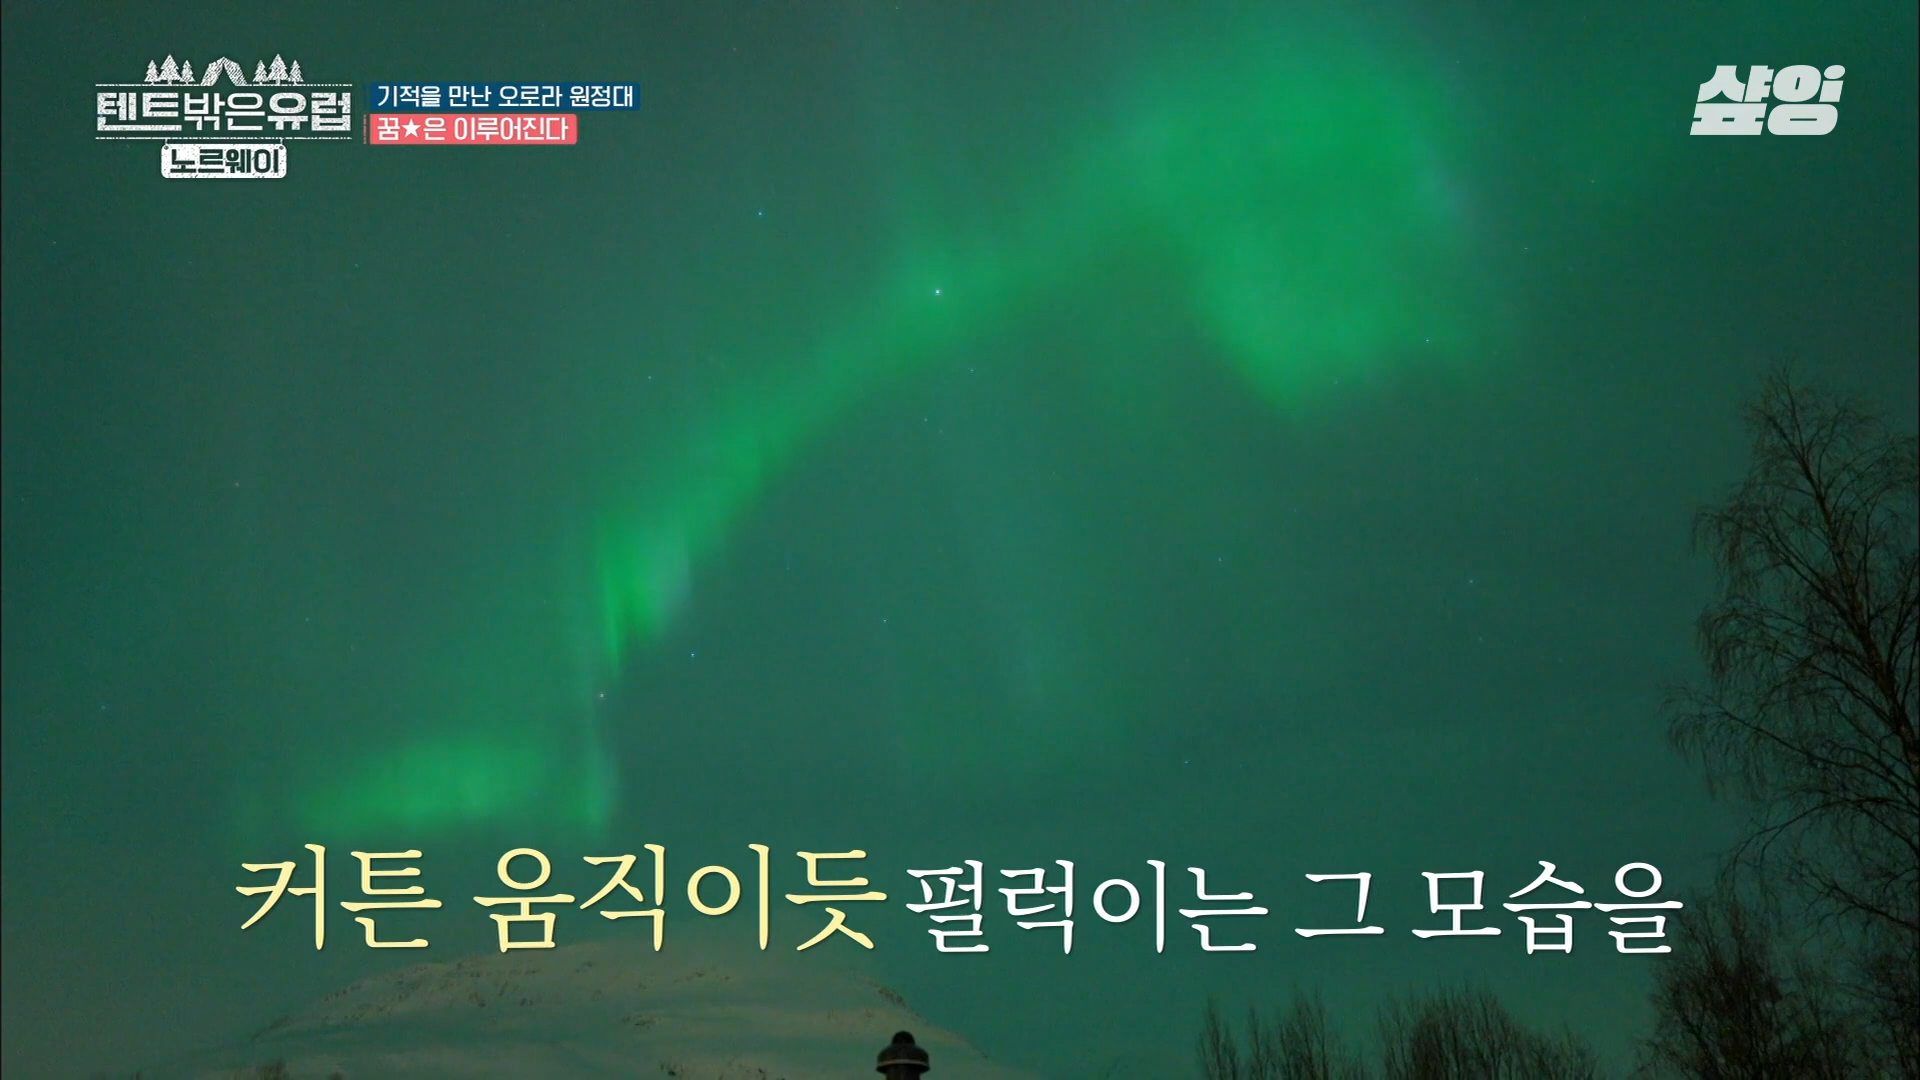 텐트밖은유럽
노르웨이
기적을 만난 오로라 원정대
꿈★은 이루어진다
샾잉
커튼 움직이듯 펄럭이는 그 모습을